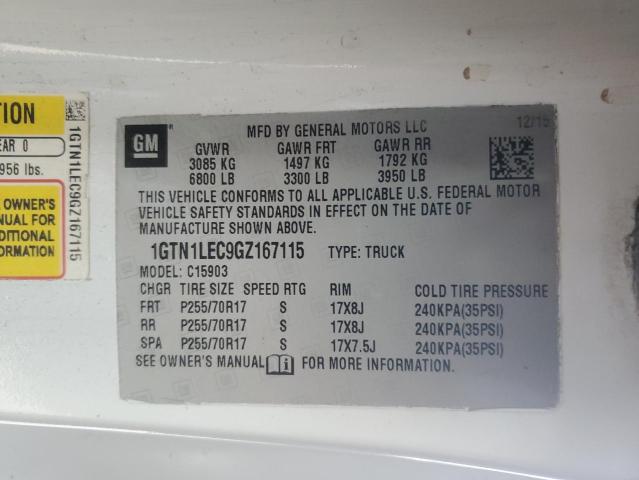 TION
EAR 0
956 lbs.
OWNER'S
NUAL FOR
DITIONAL
ORMATION
1GTN1LEC9GZ167115
GM
MFD BY GENERAL MOTORS LLC 12/15
GVWR GAWR FRT GAWR RR
3085 KG 1497 KG 1792 KG
6800 LB 3300 LB 3950 LB
THIS VEHICLE CONFORMS TO ALL APPLICABLE U.S. FEDERAL MOTOR
VEHICLE SAFETY STANDARDS IN EFFECT ON THE DATE OF
MANUFACTURE SHOWN ABOVE.
1GTN1LEC9GZ167115 TYPE: TRUCK
MODEL: C15903
CHGR TIRE SIZE SPEED RTG RIM COLD TIRE PRESSURE
FRT P255/70R17 S 17X8J 240KPA(35PSI)
RR P255/70R17 S 17X8J 240KPA(35PSI)
SPA P255/70R17 S 17X7.5J 240KPA(35PSI)
SEE OWNER'S MANUAL FOR MORE INFORMATION.